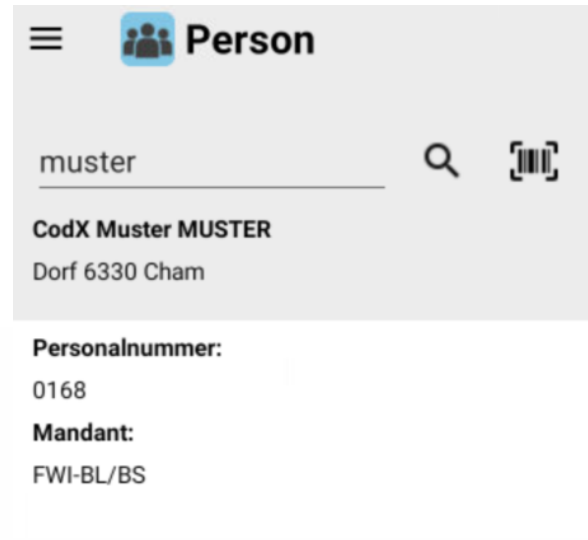 Person
muster
CodX Muster MUSTER
Dorf 6330 Cham
Personalnummer:
0168
Mandant:
FWI-BL/BS